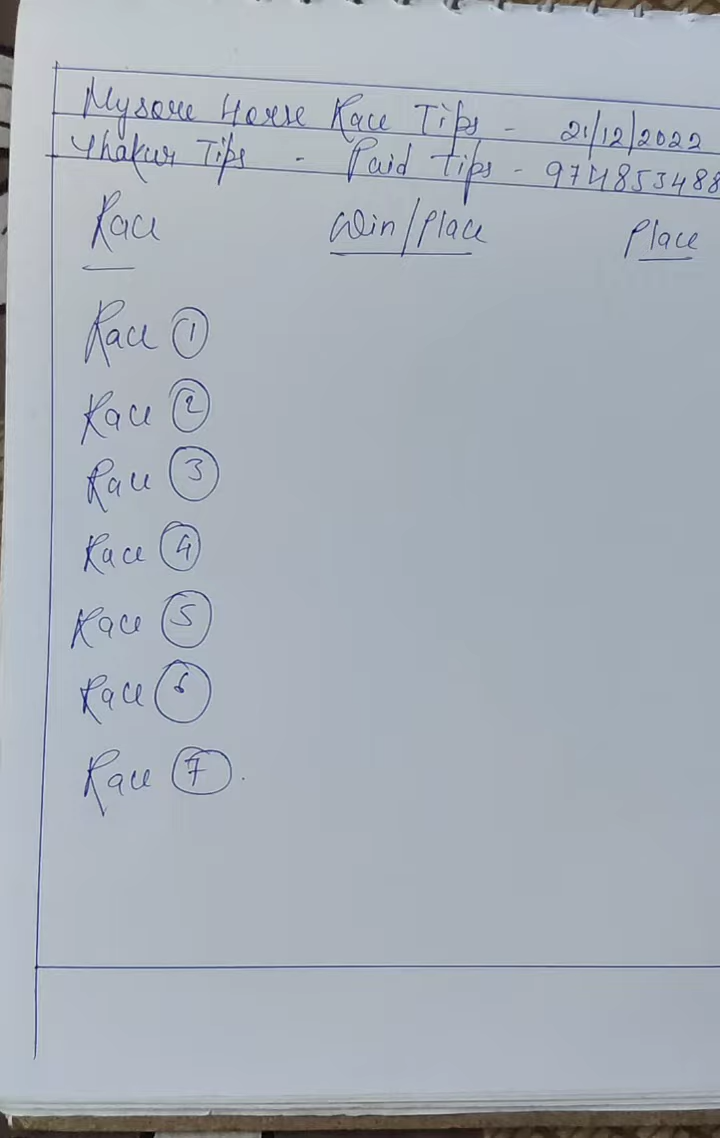 Mysore Horse Race Tips - 21/12/2022
Thakur Tips - Paid Tips - 974853488
Race Win/Place Place
Race 1
Race 2
Race 3
Race 4
Race 5
Race 6
Race 7.